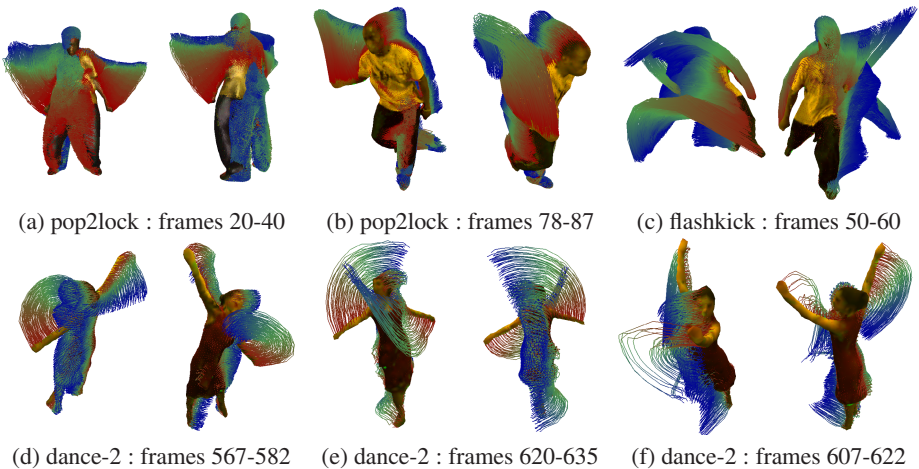 (a) pop2lock : frames 20-40
(b) pop2lock : frames 78-87
(c) flashkick : frames 50-60
(d) dance-2 : frames 567-582
(e) dance-2 : frames 620-635
(f) dance-2 : frames 607-622